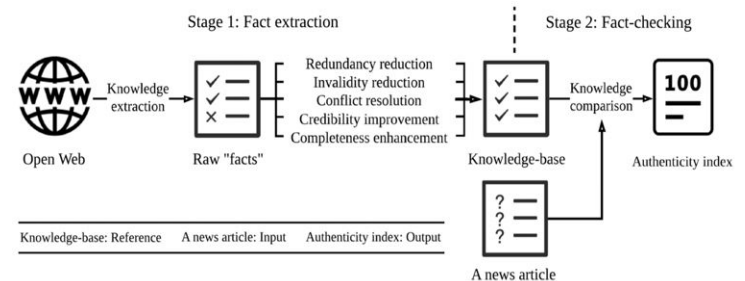 Stage 1: Fact extraction
Stage 2: Fact-checking
WWW
Knowledge
extraction
Redundancy reduction
Invalidity reduction
Conflict resolution
Credibility improvement
Completeness enhancement
Knowledge
comparison
100
Open Web
Raw "facts"
Knowledge-base
Authenticity index
? 
?
?
Knowledge-base: Reference
A news article: Input
Authenticity index: Output
A news article